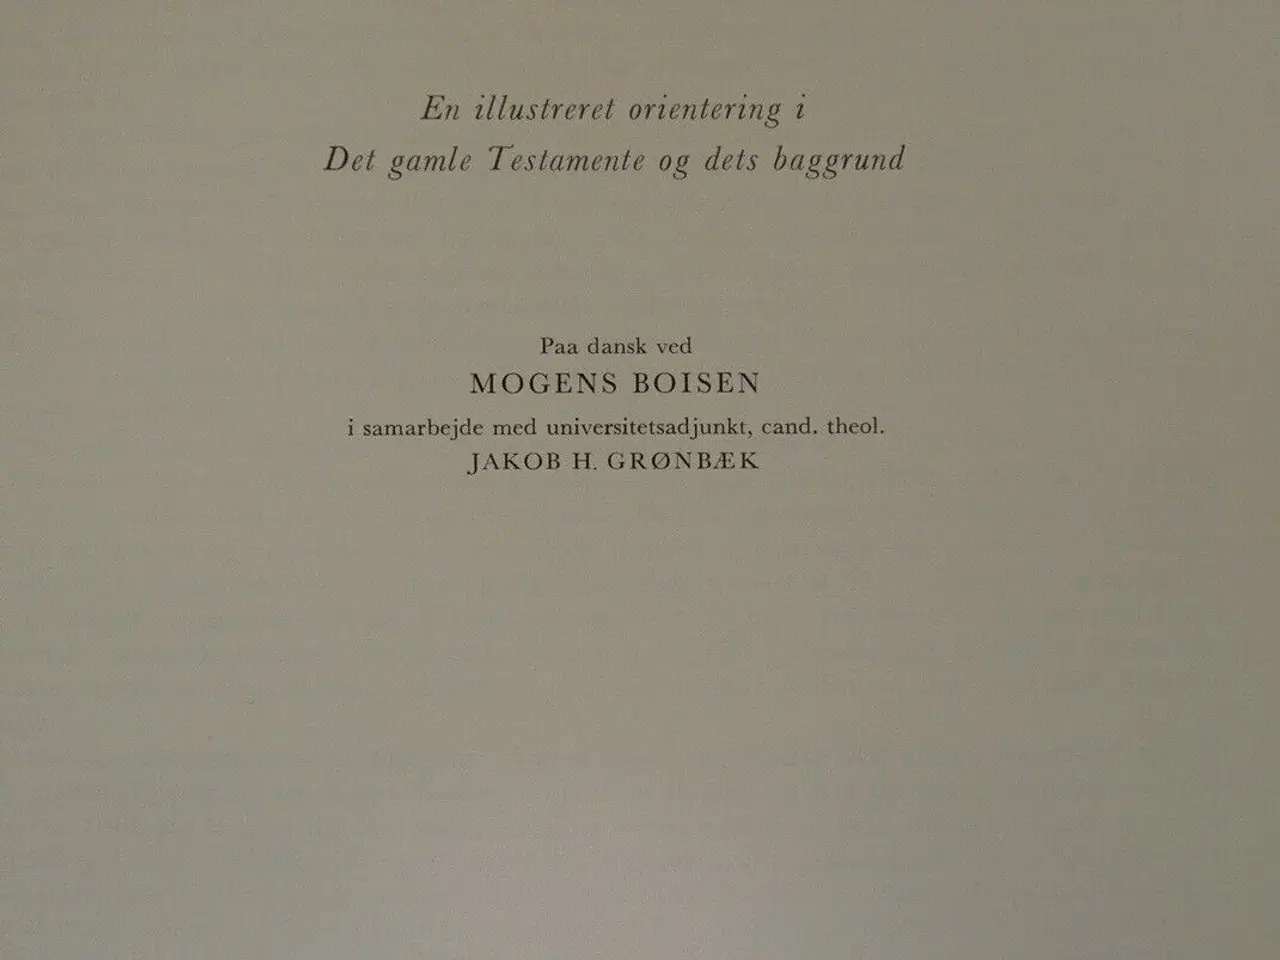 En illustreret orientering i
Det gamle Testamente og dets baggrund
Paa dansk ved
MOGENS BOISEN
i samarbejde med universitetsadjunkt, cand. theol.
JAKOB H. GRØNBÆK